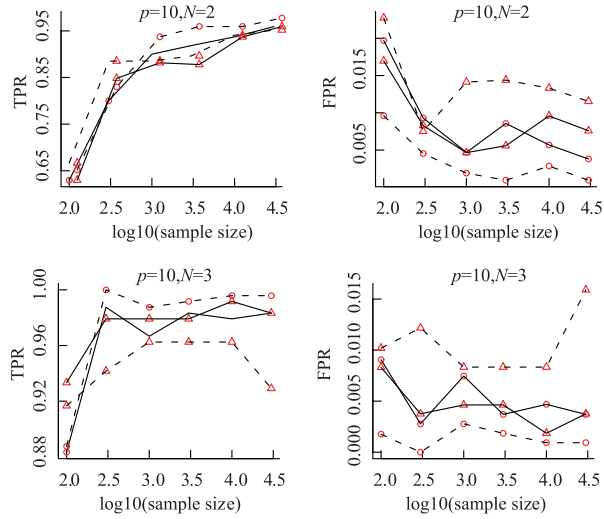 p=10,N=2
TPR
0.95
0.85
0.75
0.65
2.0 2.5 3.0 3.5 4.0 4.5
log10(sample size)
p=10,N=2
FPR
0.015
0.005
2.0 2.5 3.0 3.5 4.0 4.5
log10(sample size)
p=10,N=3
TPR
1.00
0.96
0.92
0.88
2.0 2.5 3.0 3.5 4.0 4.5
log10(sample size)
p=10,N=3
FPR
0.015
0.010
0.005
0.000
2.0 2.5 3.0 3.5 4.0 4.5
log10(sample size)